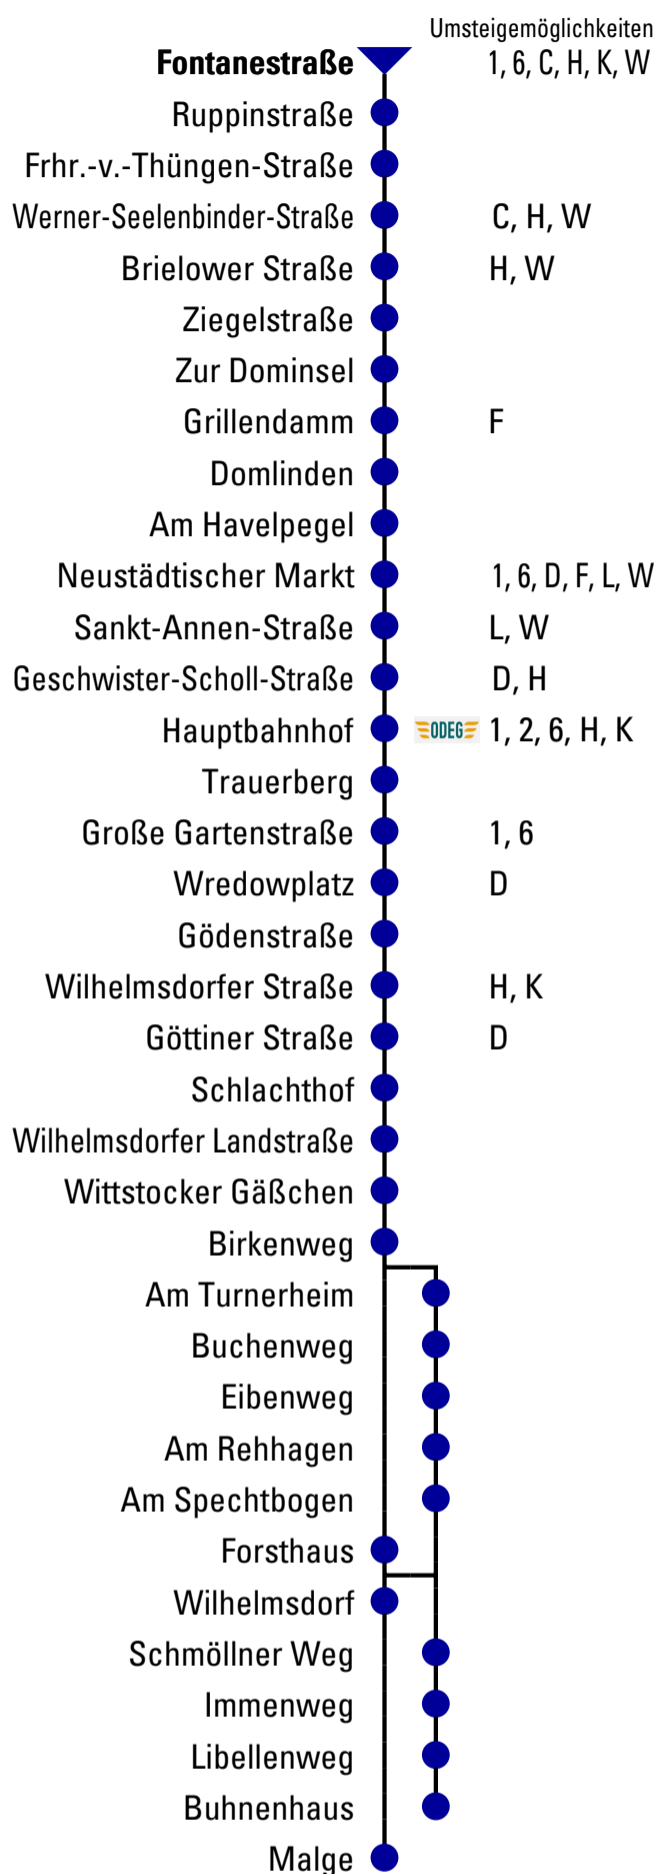 Umsteigemöglichkeiten
Fontanestraße 1, 6, C, H, K, W
Ruppinstraße
Frhr.-v.-Thüngen-Straße
Werner-Seelenbinder-Straße C, H, W
Brielower Straße H, W
Ziegelstraße
Zur Dominsel
Grillendamm F
Domlinden
Am Havelpegel
Neustädtischer Markt 1, 6, D, F, L, W
Sankt-Annen-Straße L, W
Geschwister-Scholl-Straße D, H
Hauptbahnhof ODEG 1, 2, 6, H, K
Trauerberg
Große Gartenstraße 1, 6
Wredowplatz D
Gödenstraße
Wilhelmsdorfer Straße H, K
Göttiner Straße D
Schlachthof
Wilhelmsdorfer Landstraße
Wittstocker Gäßchen
Birkenweg
Am Turnerheim
Buchenweg
Eibenweg
Am Rehhagen
Am Spechtbogen
Forsthaus
Wilhelmsdorf
Schmöllner Weg
Immenweg
Libellenweg
Buhnenhaus
Malge